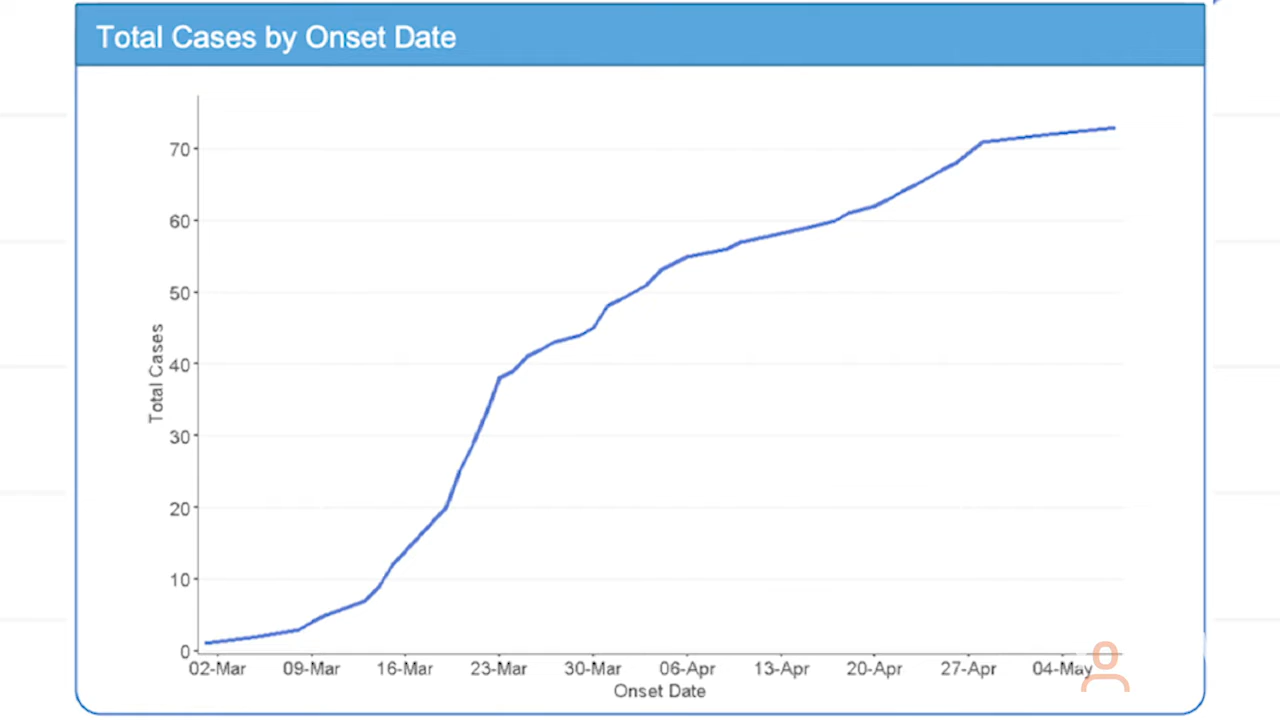 Total Cases by Onset Date
Total Cases
70
60
50
40
30
20
10
0
02-Mar 09-Mar 16-Mar 23-Mar 30-Mar 06-Apr 13-Apr 20-Apr 27-Apr 04-May
Onset Date